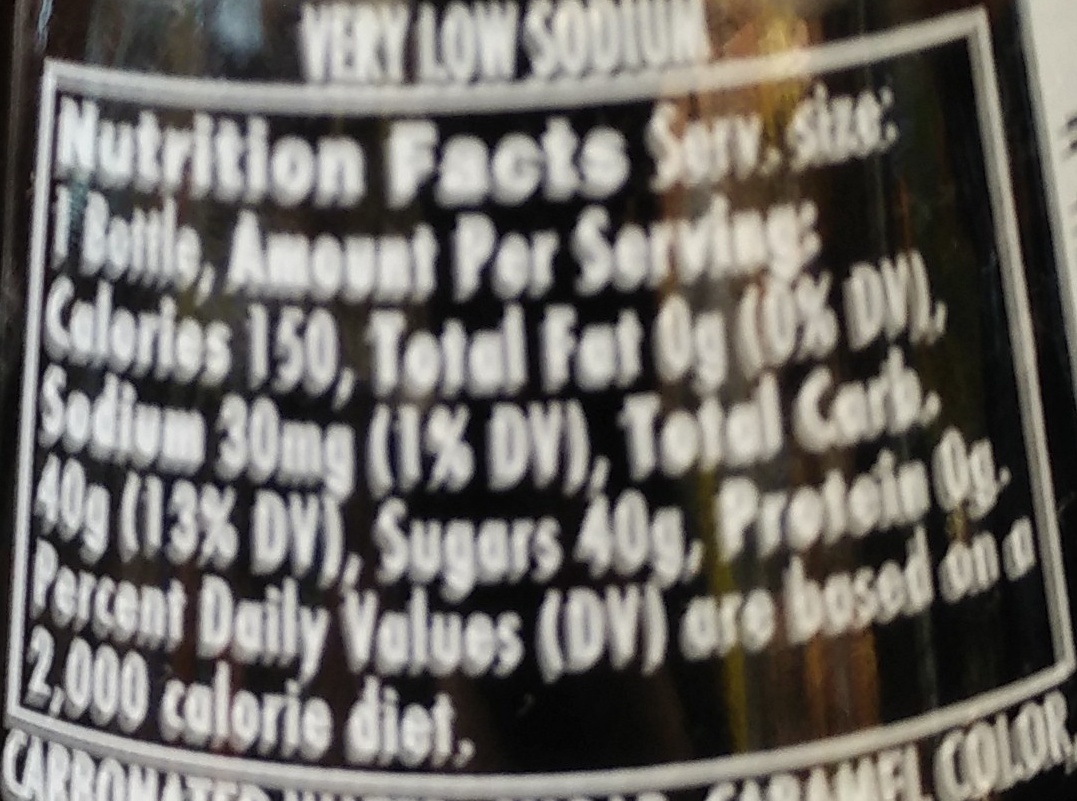 VERY LOW SODIUM
Nutrition Facts Serv. size:
1 Bottle, Amount Per Serving:
Calories 150, Total Fat 0g (0% DV),
Sodium 30mg (1% DV), Total Carb.
40g (13% DV), Sugars 40g, Protein 0g.
Percent Daily Values (DV) are based on a
2,000 calorie diet.
CARBONATED CARAMEL COLOR,